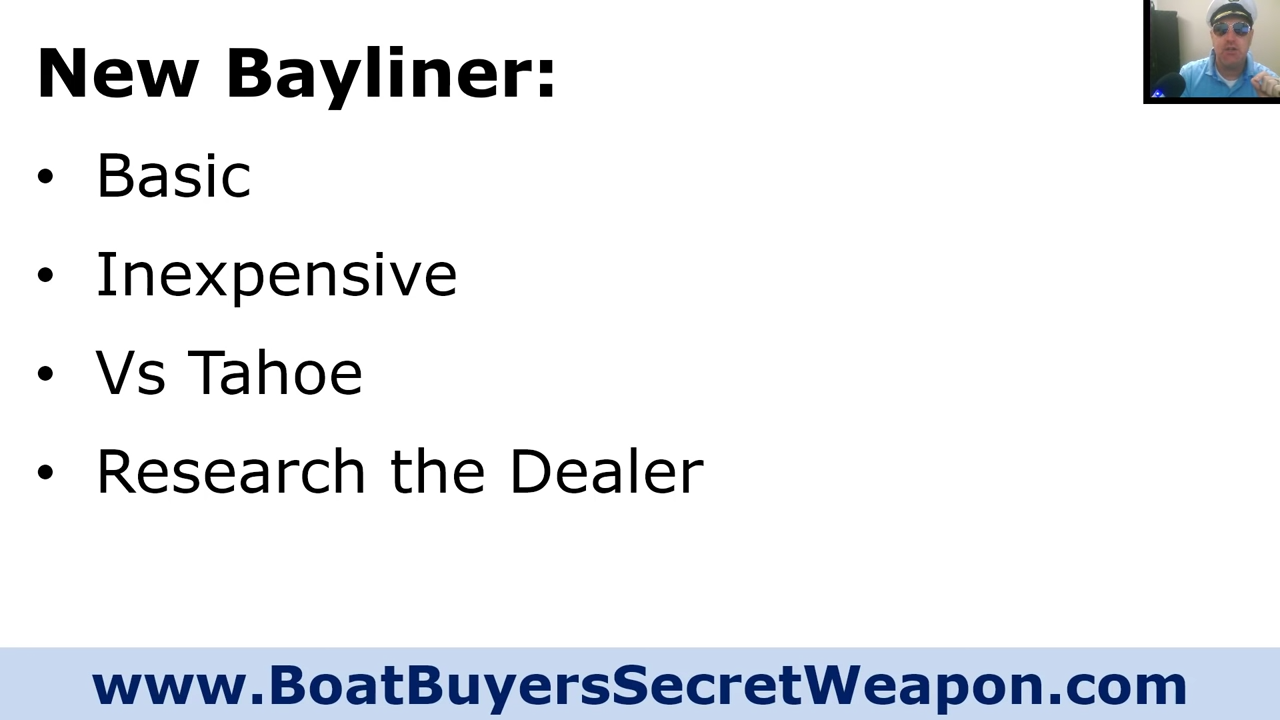 New Bayliner:
• Basic
• Inexpensive
• Vs Tahoe
• Research the Dealer
www.BoatBuyersSecretWeapon.com